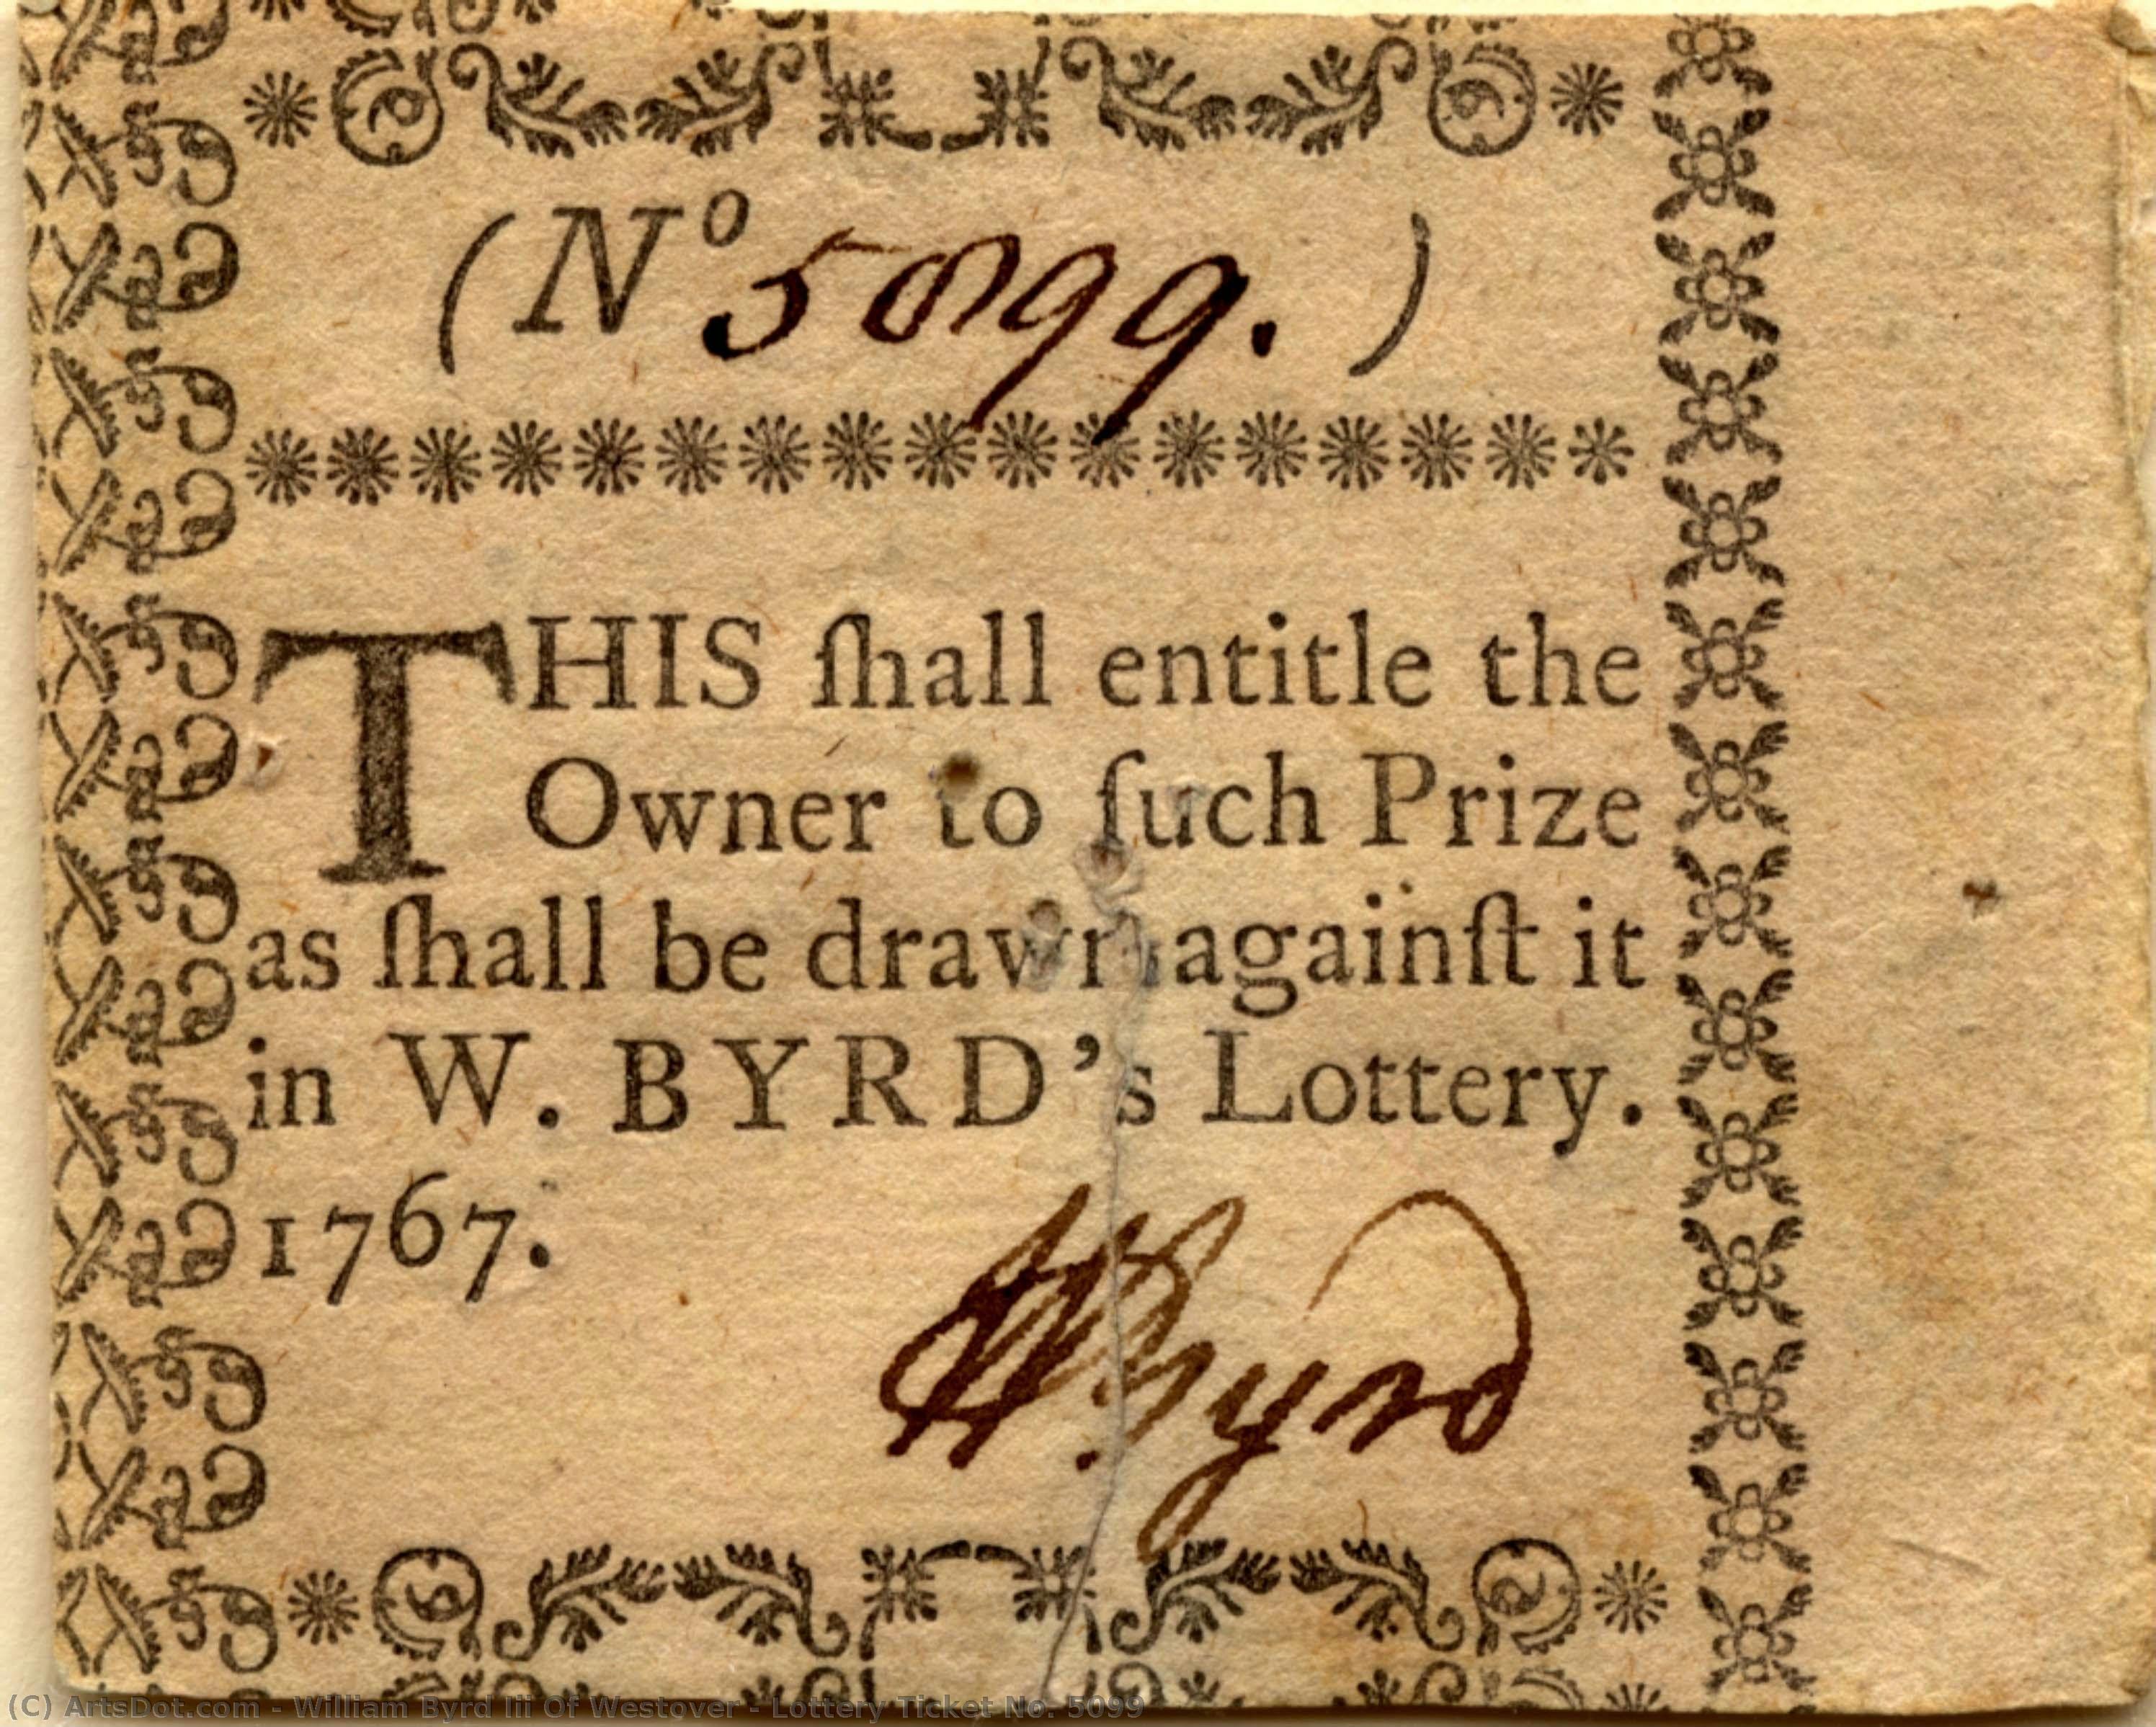 (Nº 5099.)
THIS ſhall entitle the
Owner to ſuch Prize
as ſhall be drawn againſt it
in W. BYRD's Lottery.
1767.
WByrd
(C) ArtsDot.com - William Byrd Iii Of Westover - Lottery Ticket No. 5099